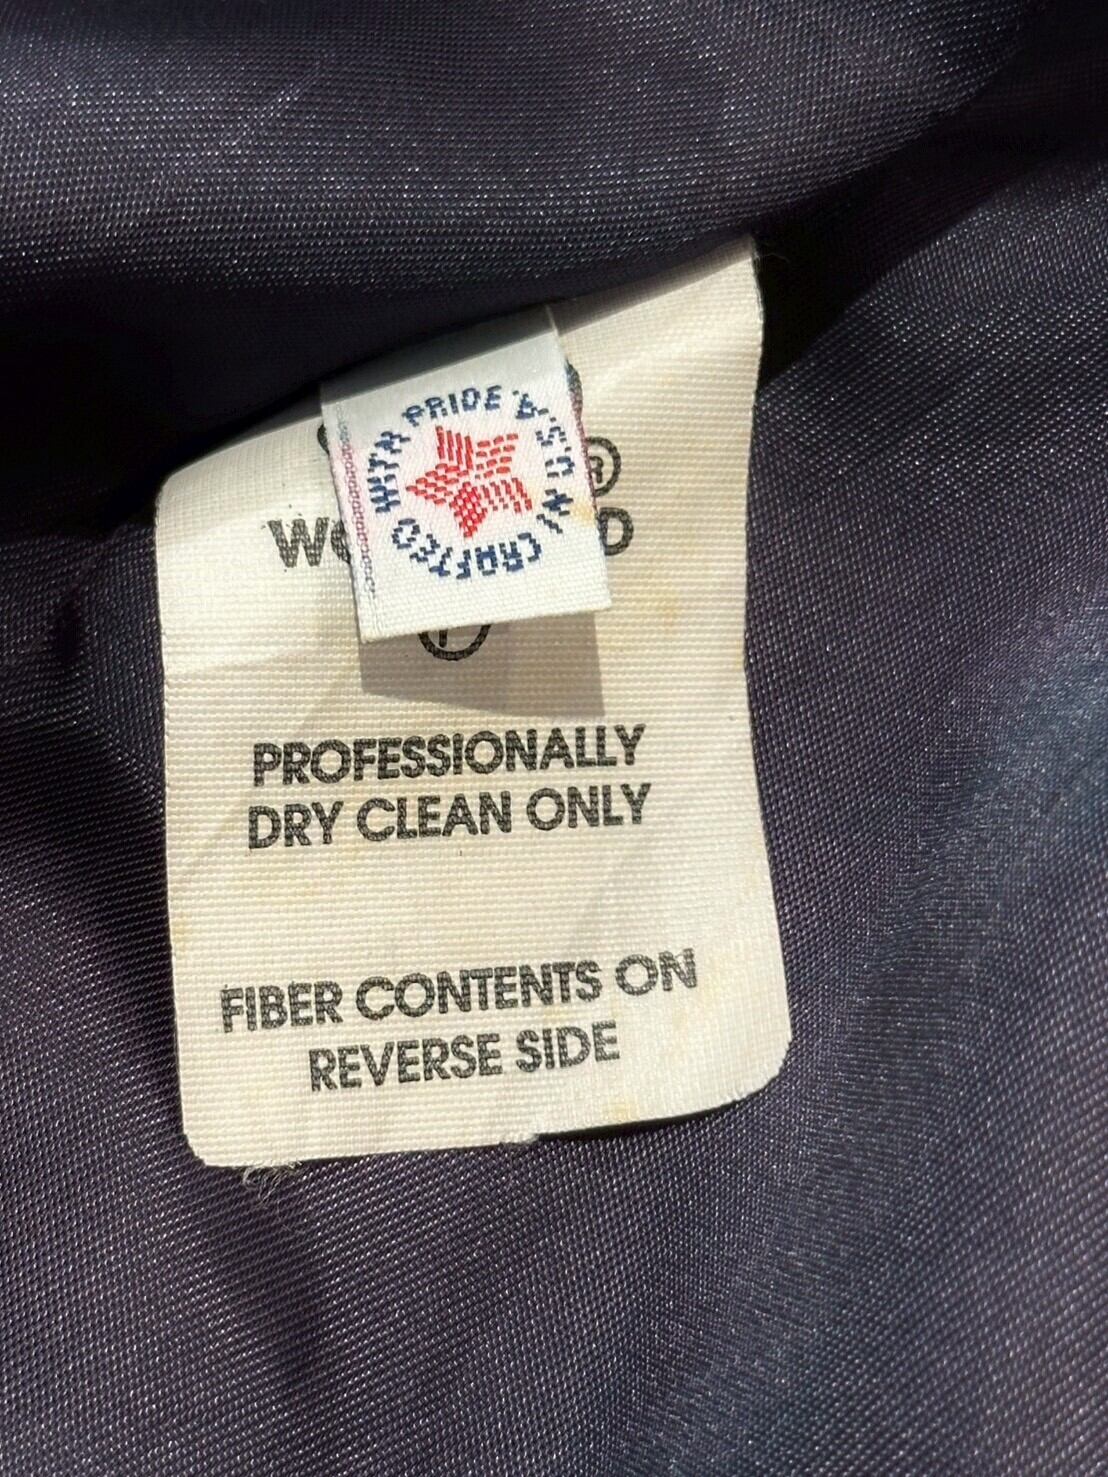 CRAFTED WITH PRIDE IN U.S.A.
®
PROFESSIONALLY
DRY CLEAN ONLY
FIBER CONTENTS ON
REVERSE SIDE